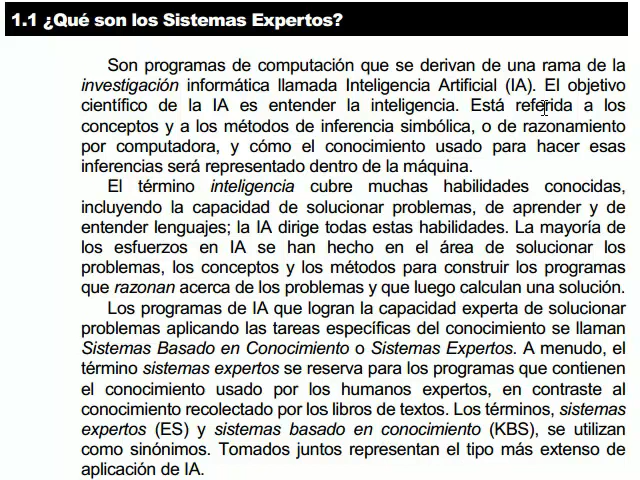 1.1 ¿Qué son los Sistemas Expertos?
Son programas de computación que se derivan de una rama de la
investigación informática llamada Inteligencia Artificial (IA). El objetivo
científico de la IA es entender la inteligencia. Está referida a los
conceptos y a los métodos de inferencia simbólica, o de razonamiento
por computadora, y cómo el conocimiento usado para hacer esas
inferencias será representado dentro de la máquina.
El término inteligencia cubre muchas habilidades conocidas,
incluyendo la capacidad de solucionar problemas, de aprender y de
entender lenguajes; la IA dirige todas estas habilidades. La mayoría de
los esfuerzos en IA se han hecho en el área de solucionar los
problemas, los conceptos y los métodos para construir los programas
que razonan acerca de los problemas y que luego calculan una solución.
Los programas de IA que logran la capacidad experta de solucionar
problemas aplicando las tareas específicas del conocimiento se llaman
Sistemas Basado en Conocimiento o Sistemas Expertos. A menudo, el
término sistemas expertos se reserva para los programas que contienen
el conocimiento usado por los humanos expertos, en contraste al
conocimiento recolectado por los libros de textos. Los términos, sistemas
expertos (ES) y sistemas basado en conocimiento (KBS), se utilizan
como sinónimos. Tomados juntos representan el tipo más extenso de
aplicación de IA.